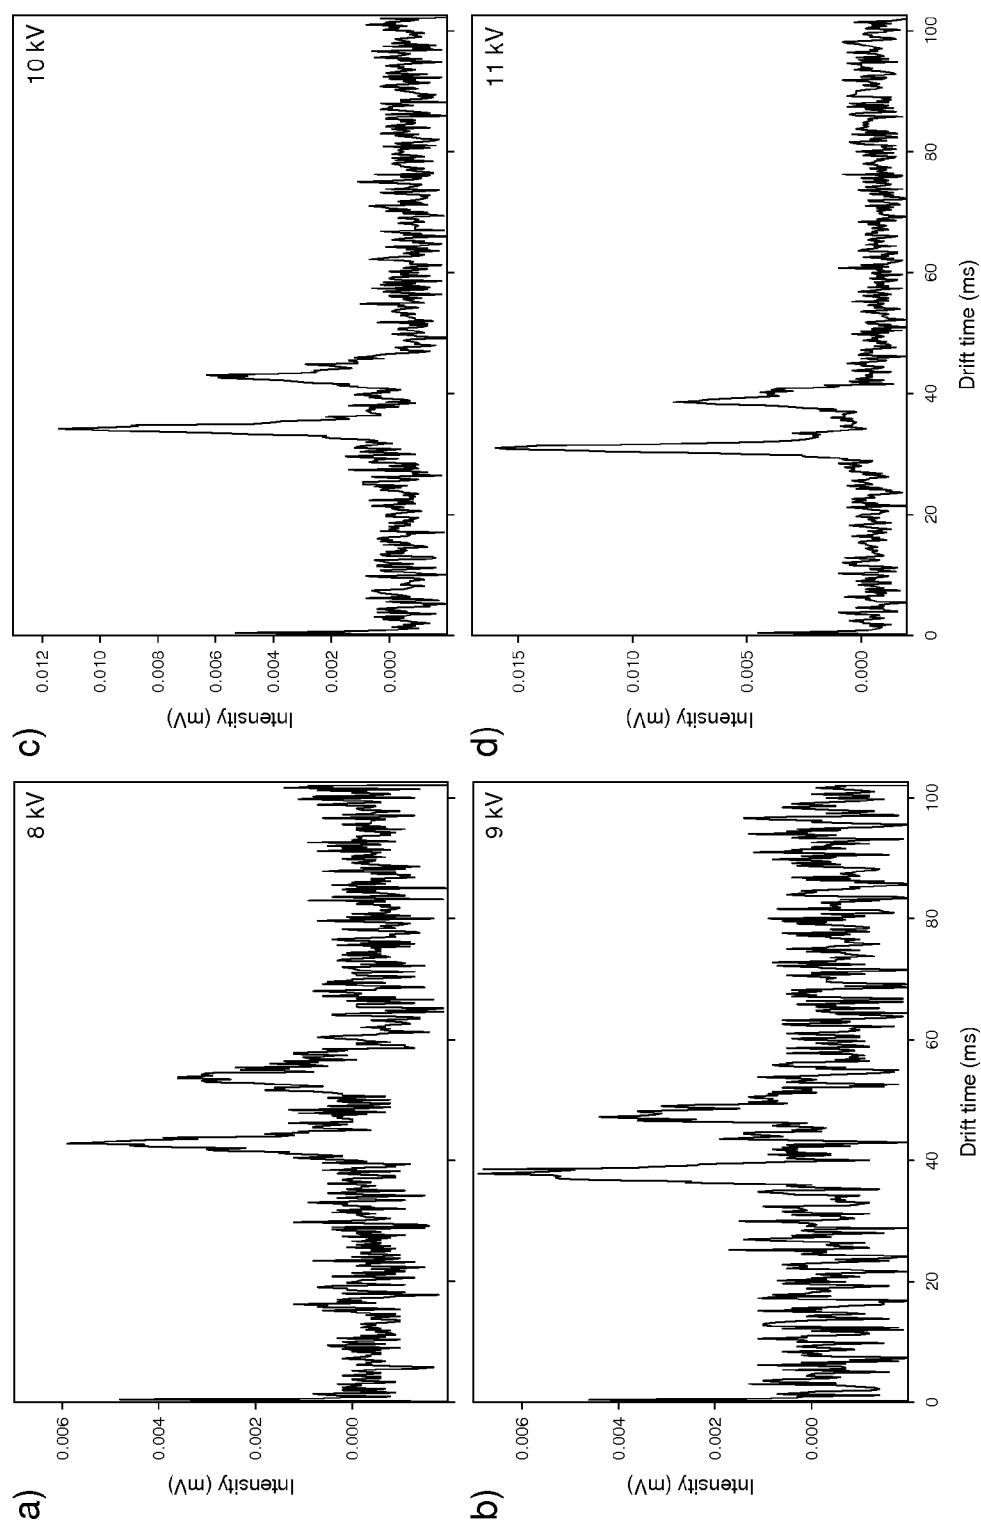 a)
8 kV
Intensity (mV)
0.006
0.004
0.002
0.000
c)
10 kV
Intensity (mV)
0.012
0.010
0.008
0.006
0.004
0.002
0.000
b)
9 kV
Intensity (mV)
0.006
0.004
0.002
0.000
0 20 40 60 80 100
Drift time (ms)
d)
11 kV
Intensity (mV)
0.015
0.010
0.005
0.000
0 20 40 60 80 100
Drift time (ms)